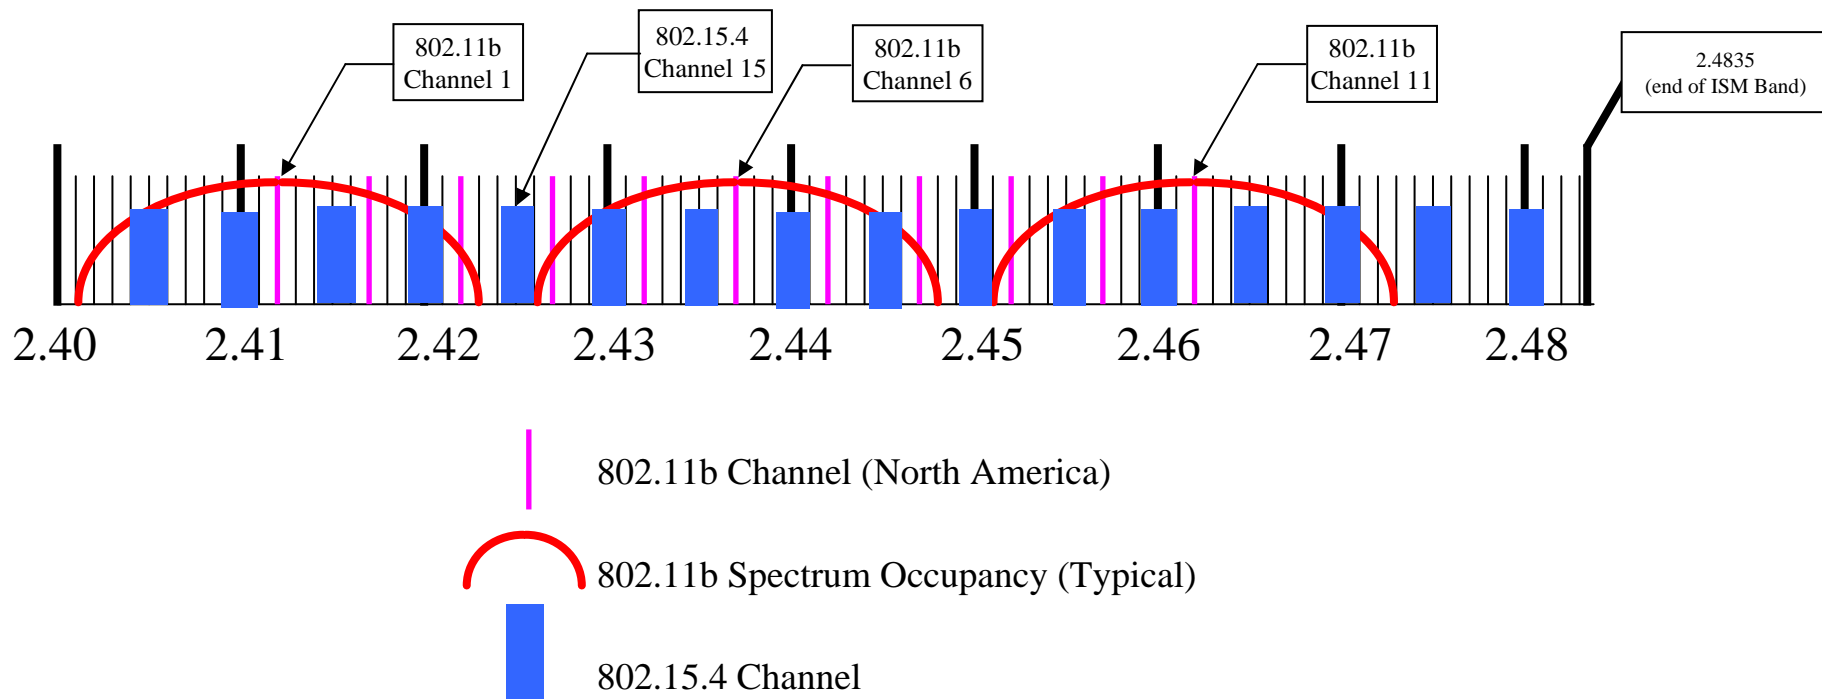 802.11b
Channel 1
802.15.4
Channel 15
802.11b
Channel 6
802.11b
Channel 11
2.4835
(end of ISM Band)
2.40 2.41 2.42 2.43 2.44 2.45 2.46 2.47 2.48
802.11b Channel (North America)
802.11b Spectrum Occupancy (Typical)
802.15.4 Channel